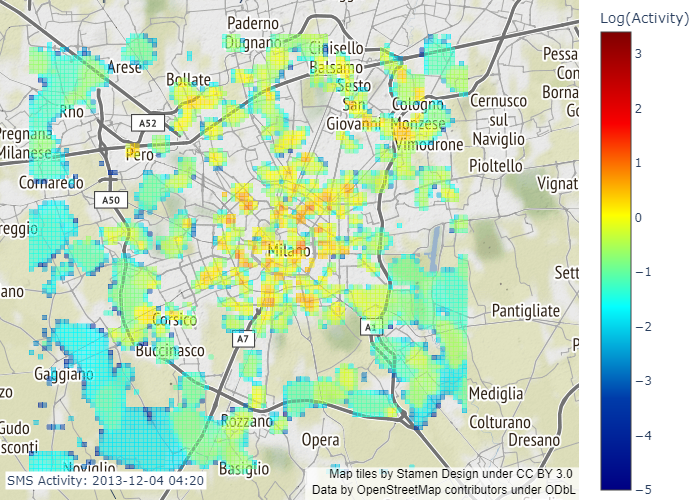 Log(Activity)
Paderno
Dugnano
Cinisello
Balsamo
Arese
Bollate
Sesto
San
Giovanni
Rho
A52
Cologno
Monzese
Cernusco
sul
Naviglio
Pessa
Con
Borna
Go
Pregnana
Milanese
Pero
Vimodrone
Pioltello
Cornaredo
A50
Vignat
reggio
Milano
Sett
ano
Corsico
Pantigliate
A7
A1
Buccinasco
P
Gaggiano
zo
Mediglia
Rozzano
Colturano
Gudo
sconti
Opera
Dresano
Noviglio
Basiglio
SMS Activity: 2013-12-04 04:20
Map tiles by Stamen Design under CC BY 3.0
Data by OpenStreetMap contributors under ODbL
3
2
1
0
−1
−2
−3
−4
−5